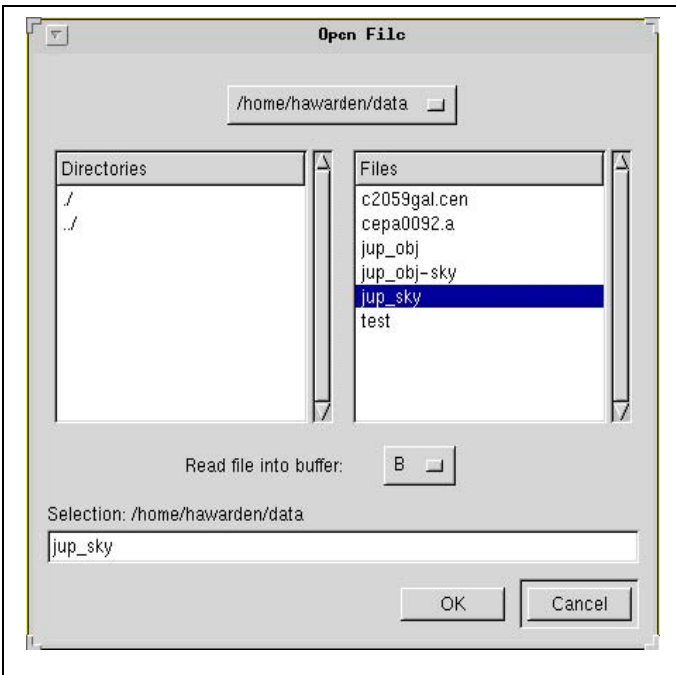 Open File
/home/hawarden/data
Directories
./
../
Files
c2059gal.cen
cepa0092.a
jup_obj
jup_obj-sky
jup_sky
test
Read file into buffer: B
Selection: /home/hawarden/data
jup_sky
OK Cancel